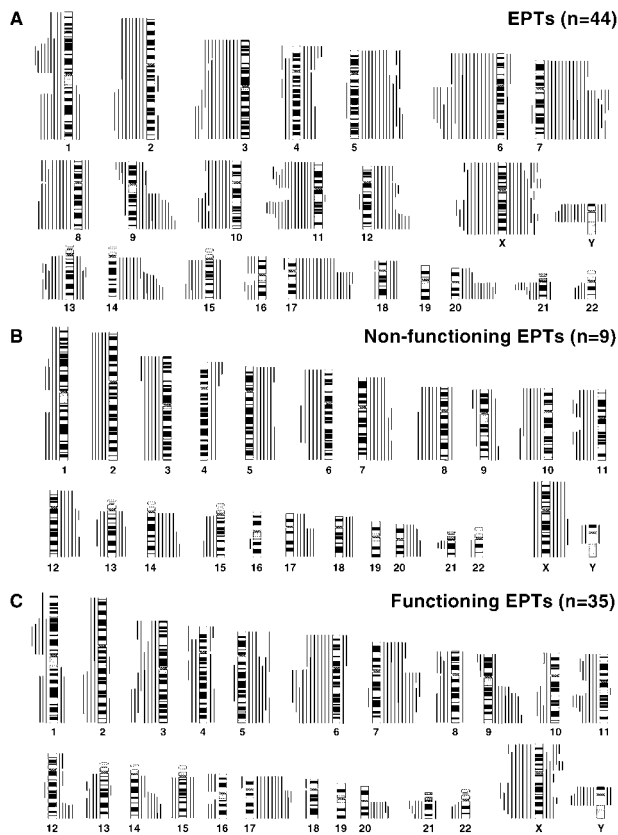 A EPTs (n=44)
1 2 3 4 5 6 7
8 9 10 11 12 X Y
13 14 15 16 17 18 19 20 21 22
B Non-functioning EPTs (n=9)
1 2 3 4 5 6 7 8 9 10 11
12 13 14 15 16 17 18 19 20 21 22 X Y
C Functioning EPTs (n=35)
1 2 3 4 5 6 7 8 9 10 11
12 13 14 15 16 17 18 19 20 21 22 X Y